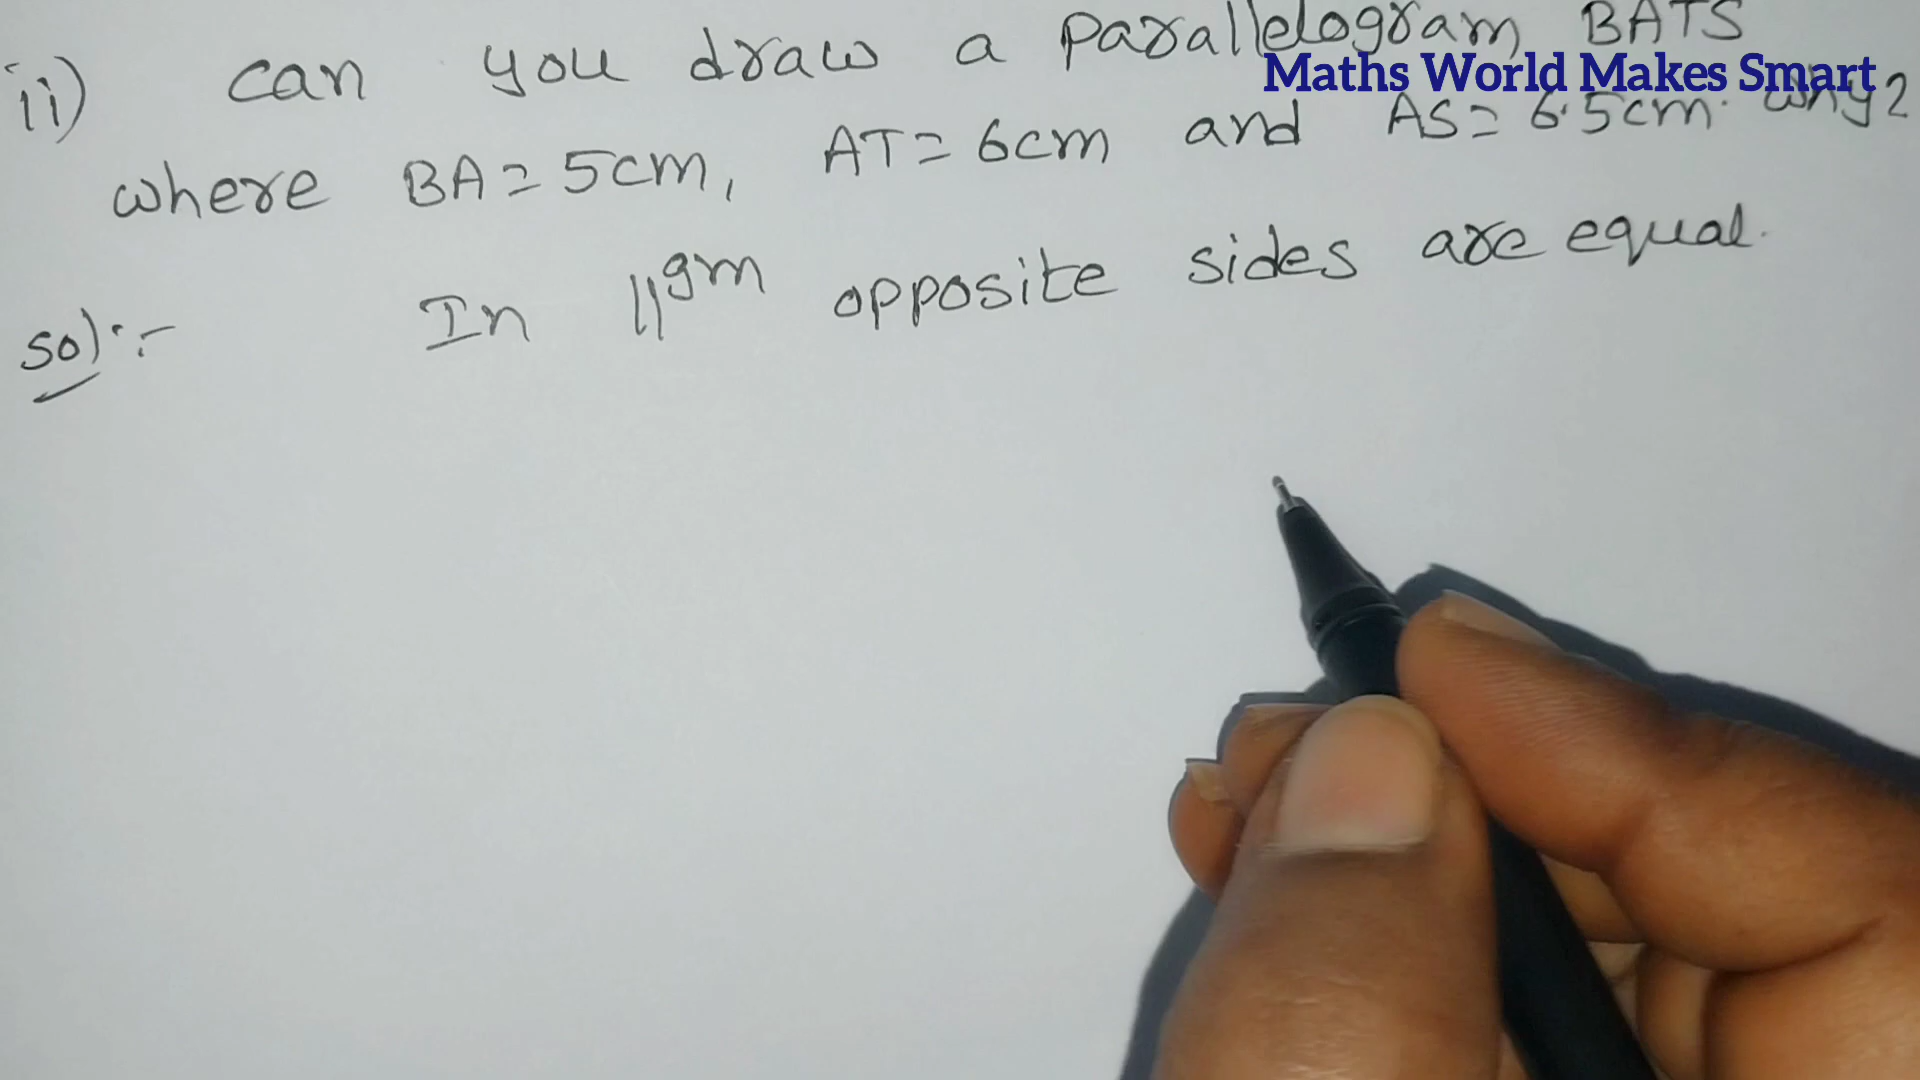 ii) can you draw a parallelogram BATS
Maths World Makes Smart
where BA = 5cm, AT = 6cm and AS = 6.5cm. why?
sol:- In ||gm opposite sides are equal.